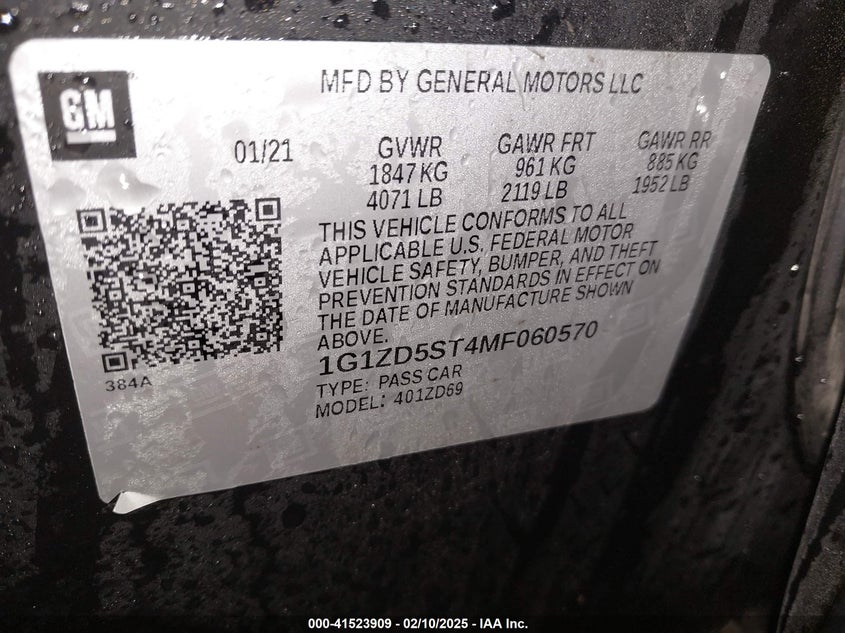 GM
MFD BY GENERAL MOTORS LLC
01/21
GVWR
1847 KG
4071 LB
GAWR FRT
961 KG
2119 LB
GAWR RR
885 KG
1952 LB
THIS VEHICLE CONFORMS TO ALL
APPLICABLE U.S. FEDERAL MOTOR
VEHICLE SAFETY, BUMPER, AND THEFT
PREVENTION STANDARDS IN EFFECT ON
THE DATE OF MANUFACTURE SHOWN
ABOVE.
1G1ZD5ST4MF060570
TYPE: PASS CAR
MODEL: 401ZD69
384A
000-41523909 - 02/10/2025 - IAA Inc.